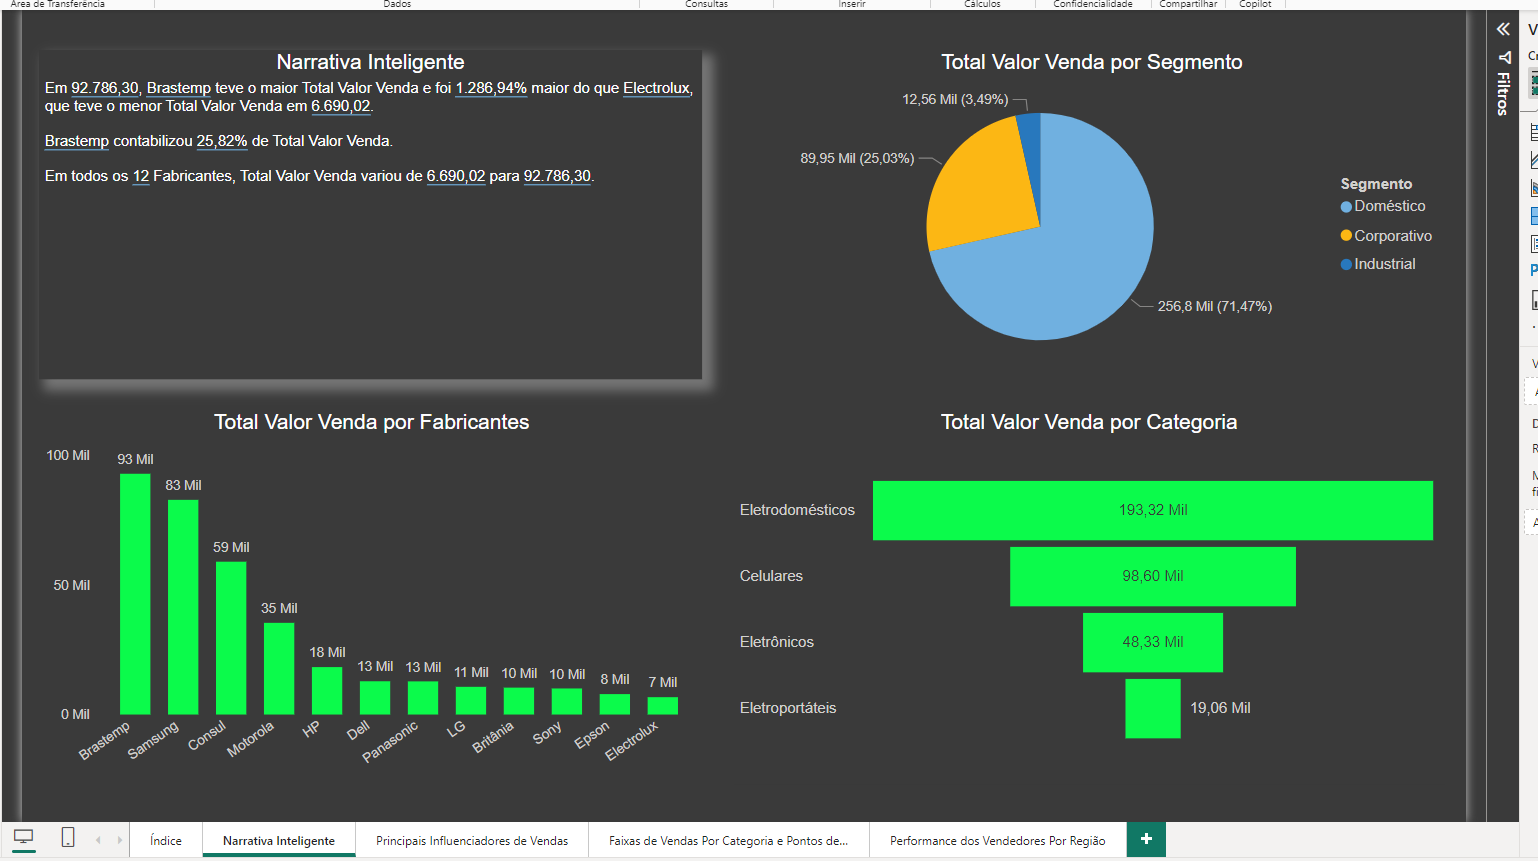 Área de Transferência
Dados
Consultas
Inserir
Cálculos
Confidencialidade
Compartilhar
Copilot
Narrativa Inteligente
Em 92.786,30, Brastemp teve o maior Total Valor Venda e foi 1.286,94% maior do que Electrolux,
que teve o menor Total Valor Venda em 6.690,02.
Brastemp contabilizou 25,82% de Total Valor Venda.
Em todos os 12 Fabricantes, Total Valor Venda variou de 6.690,02 para 92.786,30.
Total Valor Venda por Segmento
12,56 Mil (3,49%)
89,95 Mil (25,03%)
256,8 Mil (71,47%)
Segmento
Doméstico
Corporativo
Industrial
Filtros
Total Valor Venda por Fabricantes
100 Mil
50 Mil
0 Mil
93 Mil
83 Mil
59 Mil
35 Mil
18 Mil
13 Mil
13 Mil
11 Mil
10 Mil
10 Mil
8 Mil
7 Mil
Brastemp
Samsung
Consul
Motorola
HP
Dell
Panasonic
LG
Britânia
Sony
Epson
Electrolux
Total Valor Venda por Categoria
Eletrodomésticos
193,32 Mil
Celulares
98,60 Mil
Eletrônicos
48,33 Mil
Eletroportáteis
19,06 Mil
Índice
Narrativa Inteligente
Principais Influenciadores de Vendas
Faixas de Vendas Por Categoria e Pontos de...
Performance dos Vendedores Por Região
+